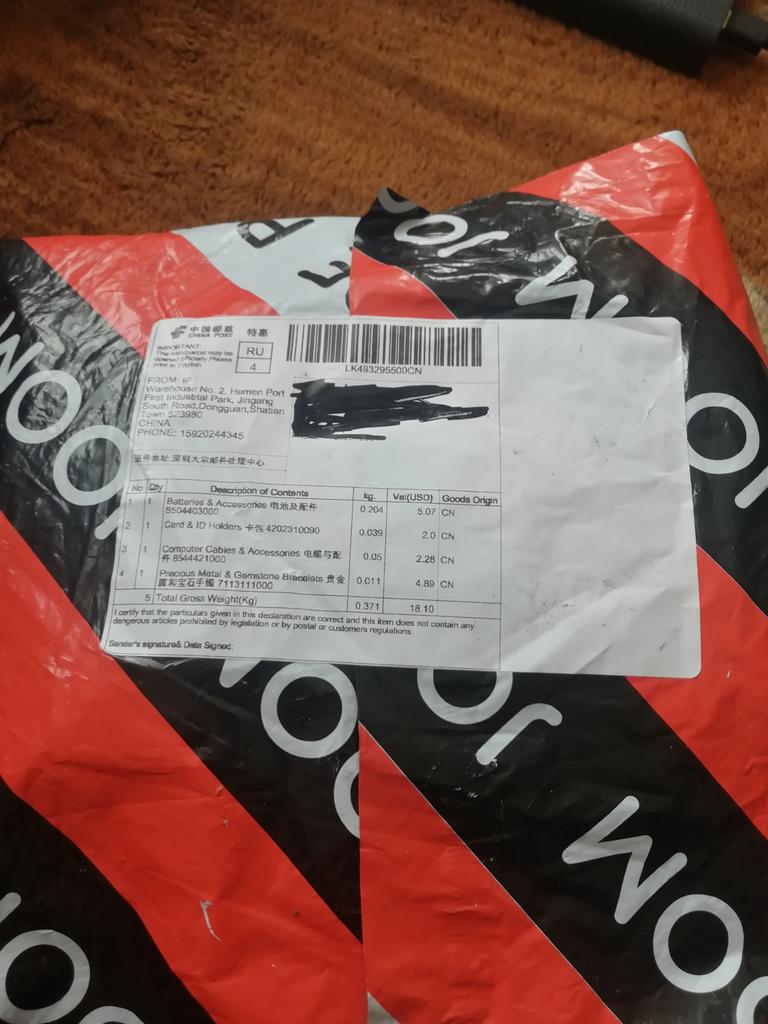 JOOM
中国邮政
CHINA POST
特惠
IMPORTANT:
The item/parcel may be
opened officially. Please
print in English
RU
4
LK493295500CN
FROM: IP
Warehouse No. 2, Humen Port
First Industrial Park, Jingang
South Road,Dongguan,Shatian
Town 523980
CHINA
PHONE: 15920244345
深圳大宗邮件处理中心
No Qty Description of Contents kg. Val(USD) Goods Origin
1 1 Batteries & Accessories 电池及配件 8504403000 0.204 5.07 CN
2 1 Card & ID Holders 卡包 4202310090 0.039 2.0 CN
3 1 Computer Cables & Accessories 电缆与配
件 8544421000 0.05 2.28 CN
4 1 Precious Metal & Gemstone Bracelets 贵金
属和宝石手镯 7113111000 0.011 4.89 CN
5 Total Gross Weight(Kg) 0.371 18.10
I certify that the particulars given in this declaration are correct and this item does not contain any
dangerous articles prohibited by legislation or by postal or customers regulations.
Sender's signature& Data Signed:
JOOM
JOOM